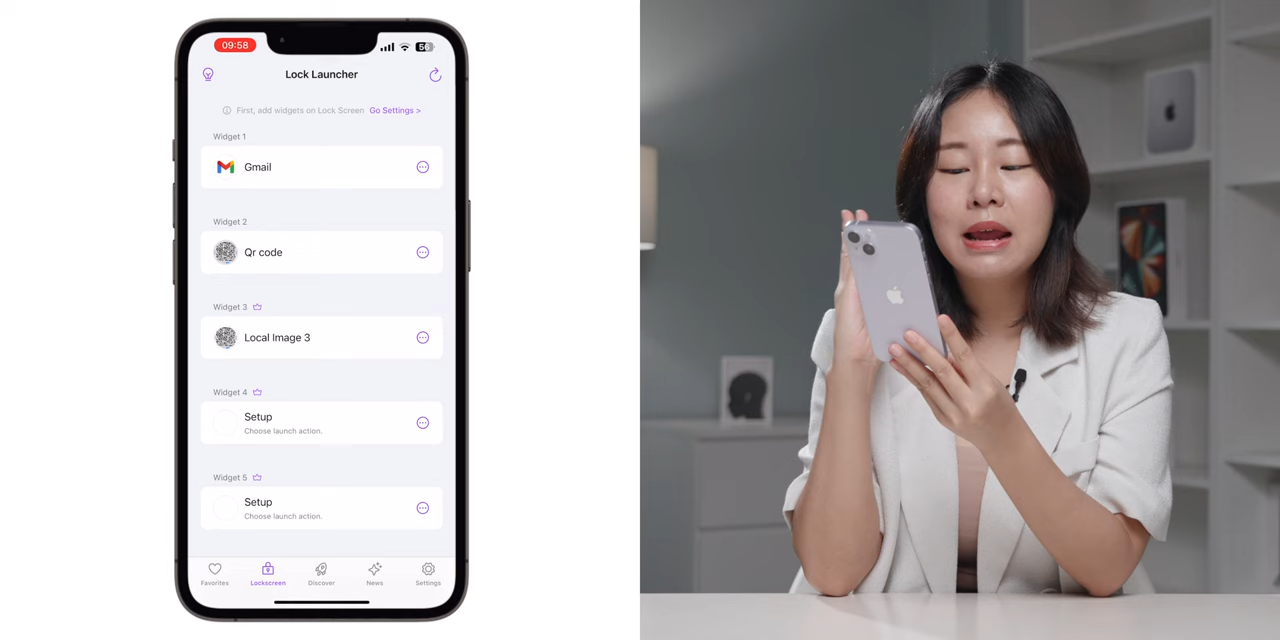 09:58
56
Lock Launcher
First, add widgets on Lock Screen Go Settings >
Widget 1
Gmail
Widget 2
Qr code
Widget 3
Local Image 3
Widget 4
Setup
Choose launch action.
Widget 5
Setup
Choose launch action.
Favorites Lockscreen Discover News Settings